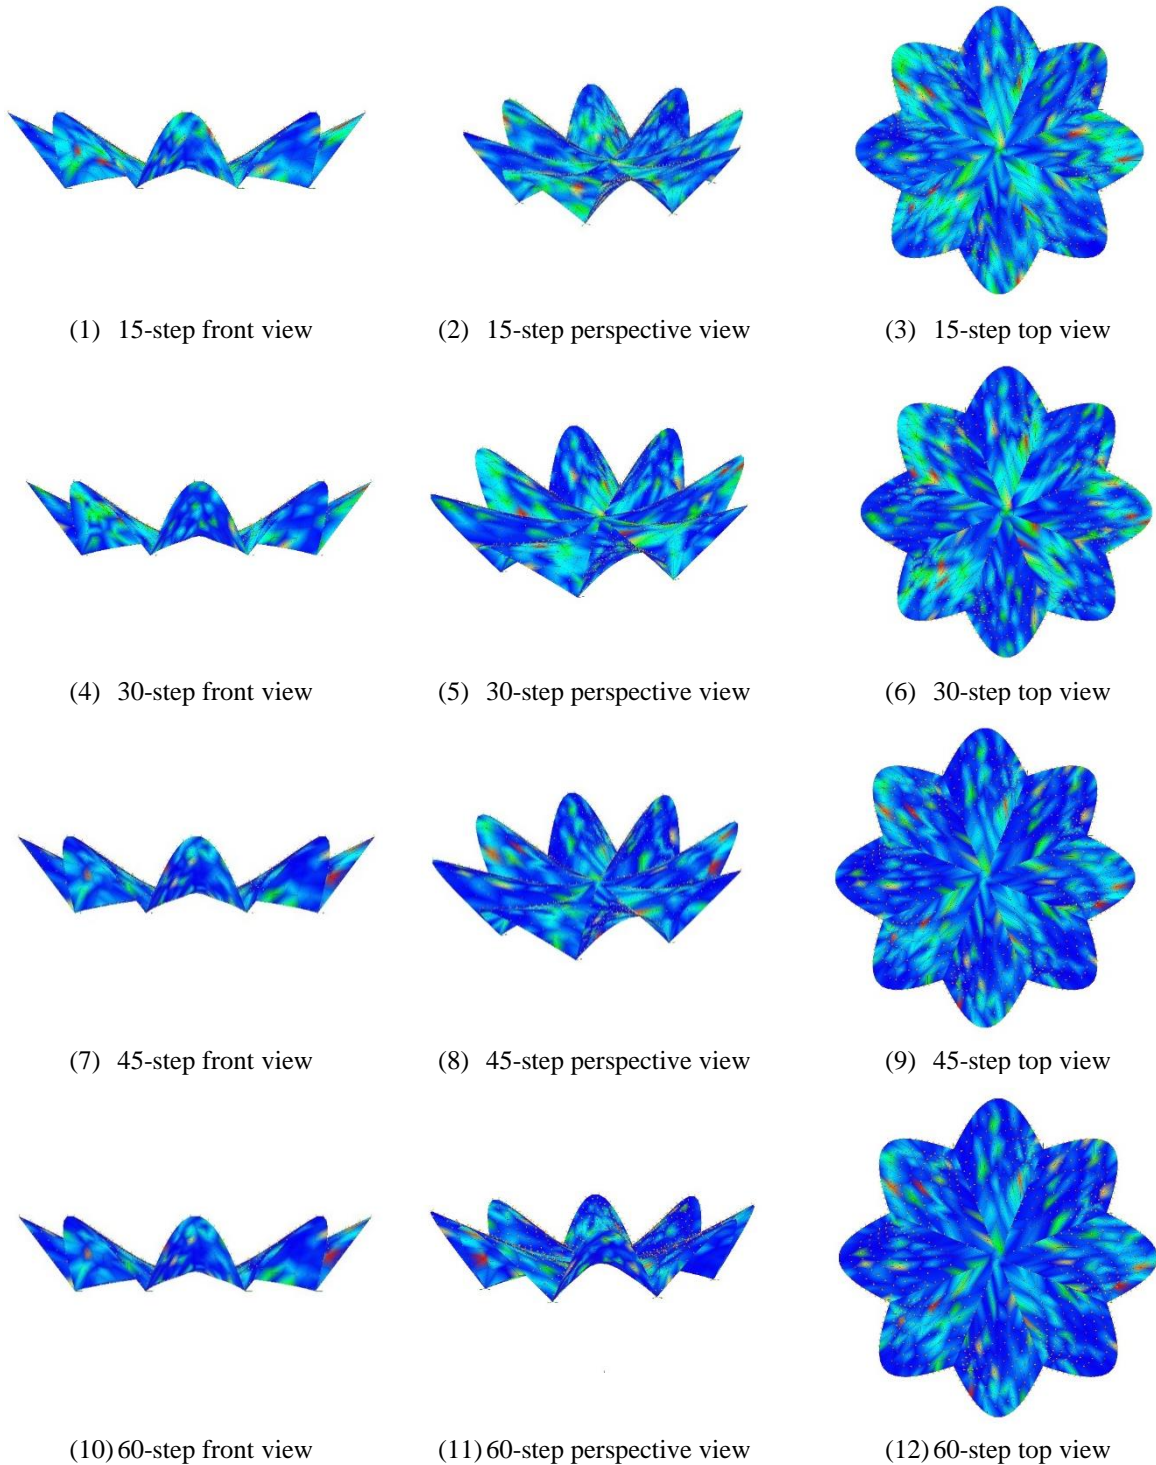 (1) 15-step front view
(2) 15-step perspective view
(3) 15-step top view
(4) 30-step front view
(5) 30-step perspective view
(6) 30-step top view
(7) 45-step front view
(8) 45-step perspective view
(9) 45-step top view
(10) 60-step front view
(11) 60-step perspective view
(12) 60-step top view